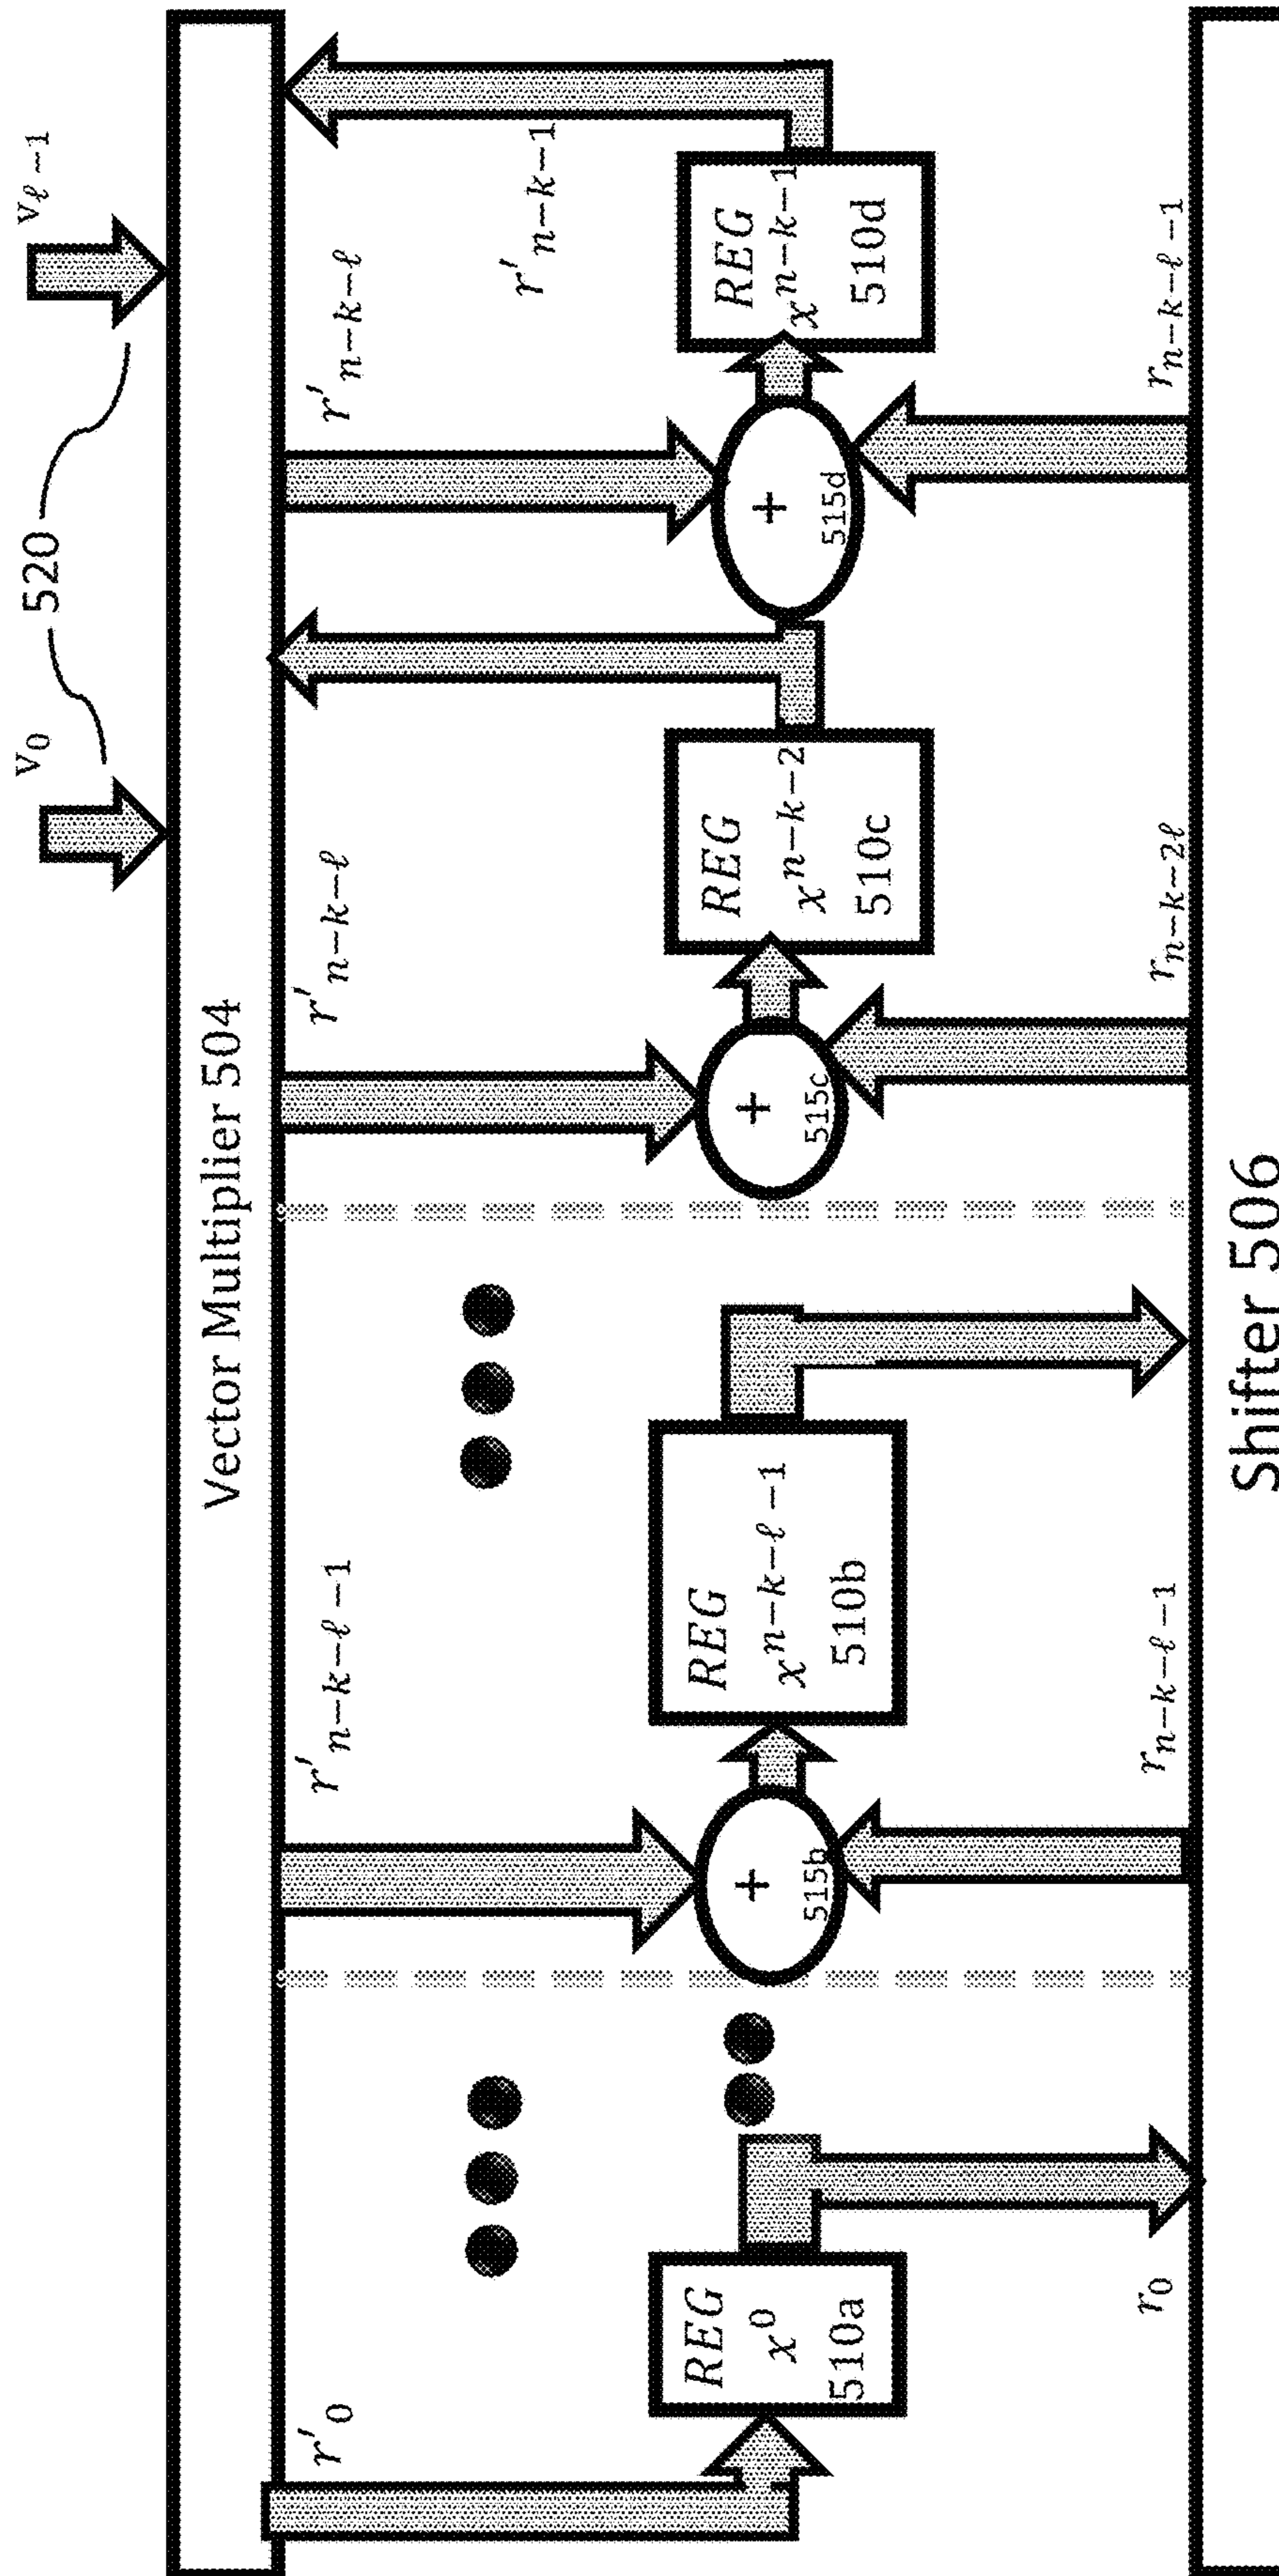 v₀
520
vℓ₋₁
Vector Multiplier 504
r'₀
r'ₙ₋ₖ₋ℓ₋₁
r'ₙ₋ₖ₋ℓ
r'ₙ₋ₖ₋ℓ
r'ₙ₋ₖ₋₁
REG
x⁰
510a
+
515b
REG
xⁿ⁻ᵏ⁻ℓ⁻¹
510b
+
515c
REG
xⁿ⁻ᵏ⁻²
510c
+
515d
REG
xⁿ⁻ᵏ⁻¹
510d
r₀
rₙ₋ₖ₋ℓ₋₁
rₙ₋ₖ₋₂ℓ
rₙ₋ₖ₋ℓ₋₁
Shifter 506